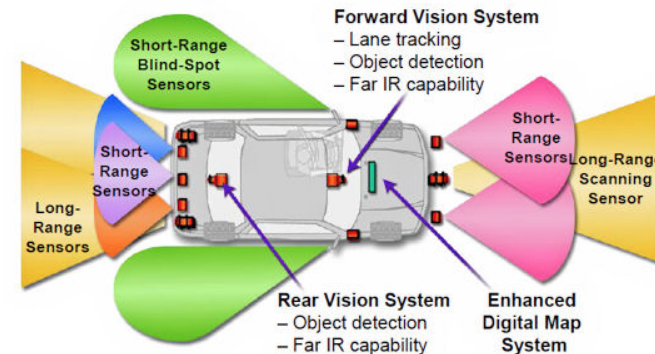 Forward Vision System
– Lane tracking
– Object detection
– Far IR capability
Short-Range
Blind-Spot
Sensors
Short-
Range
Sensors
Long-
Range
Sensors
Short-
Range
Sensors
Long-Range
Scanning
Sensor
Rear Vision System
– Object detection
– Far IR capability
Enhanced
Digital Map
System